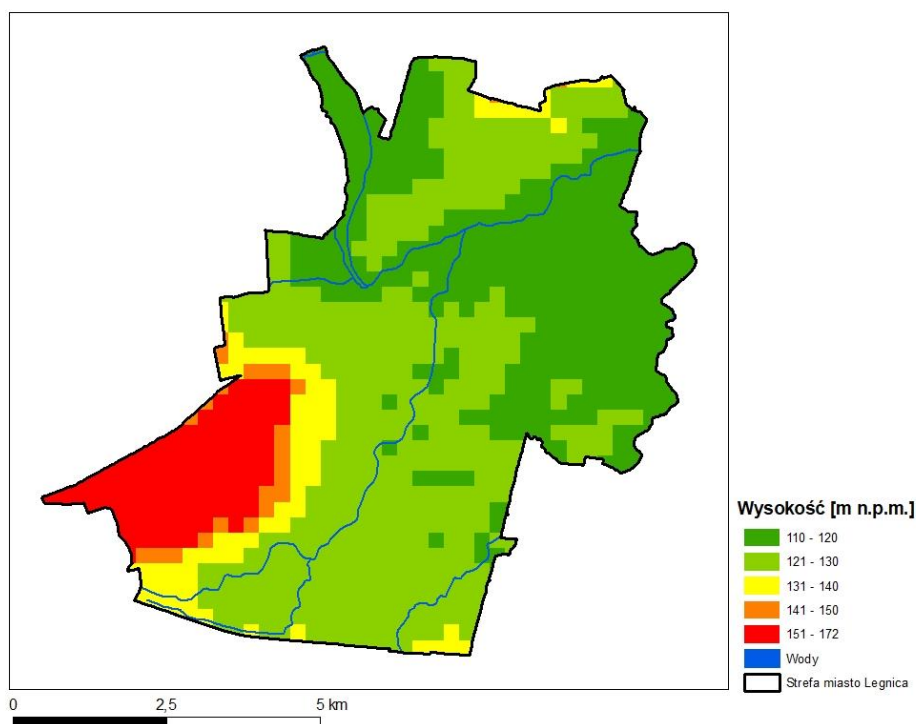 Wysokość [m n.p.m.]
110 - 120
121 - 130
131 - 140
141 - 150
151 - 172
Wody
Strefa miasto Legnica
0 2,5 5 km